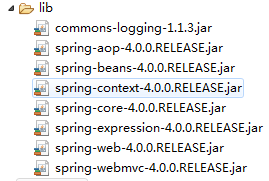 lib
commons-logging-1.1.3.jar
spring-aop-4.0.0.RELEASE.jar
spring-beans-4.0.0.RELEASE.jar
spring-context-4.0.0.RELEASE.jar
spring-core-4.0.0.RELEASE.jar
spring-expression-4.0.0.RELEASE.jar
spring-web-4.0.0.RELEASE.jar
spring-webmvc-4.0.0.RELEASE.jar